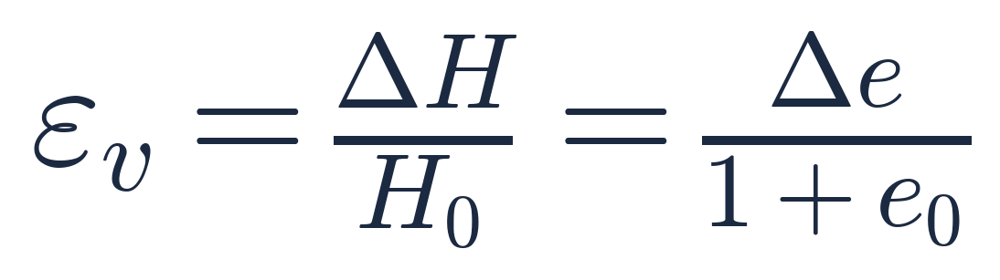 ε_v = ΔH/H_0 = Δe/(1 + e_0)